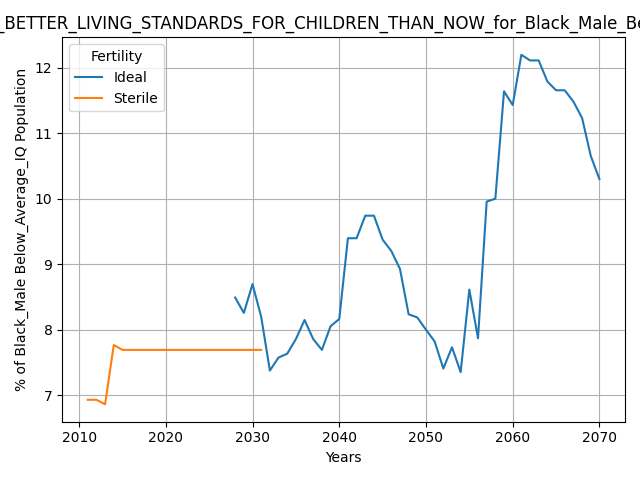 _BETTER_LIVING_STANDARDS_FOR_CHILDREN_THAN_NOW_for_Black_Male_Be
Fertility
Ideal
Sterile
% of Black_Male Below_Average_IQ Population
12
11
10
9
8
7
2010 2020 2030 2040 2050 2060 2070
Years